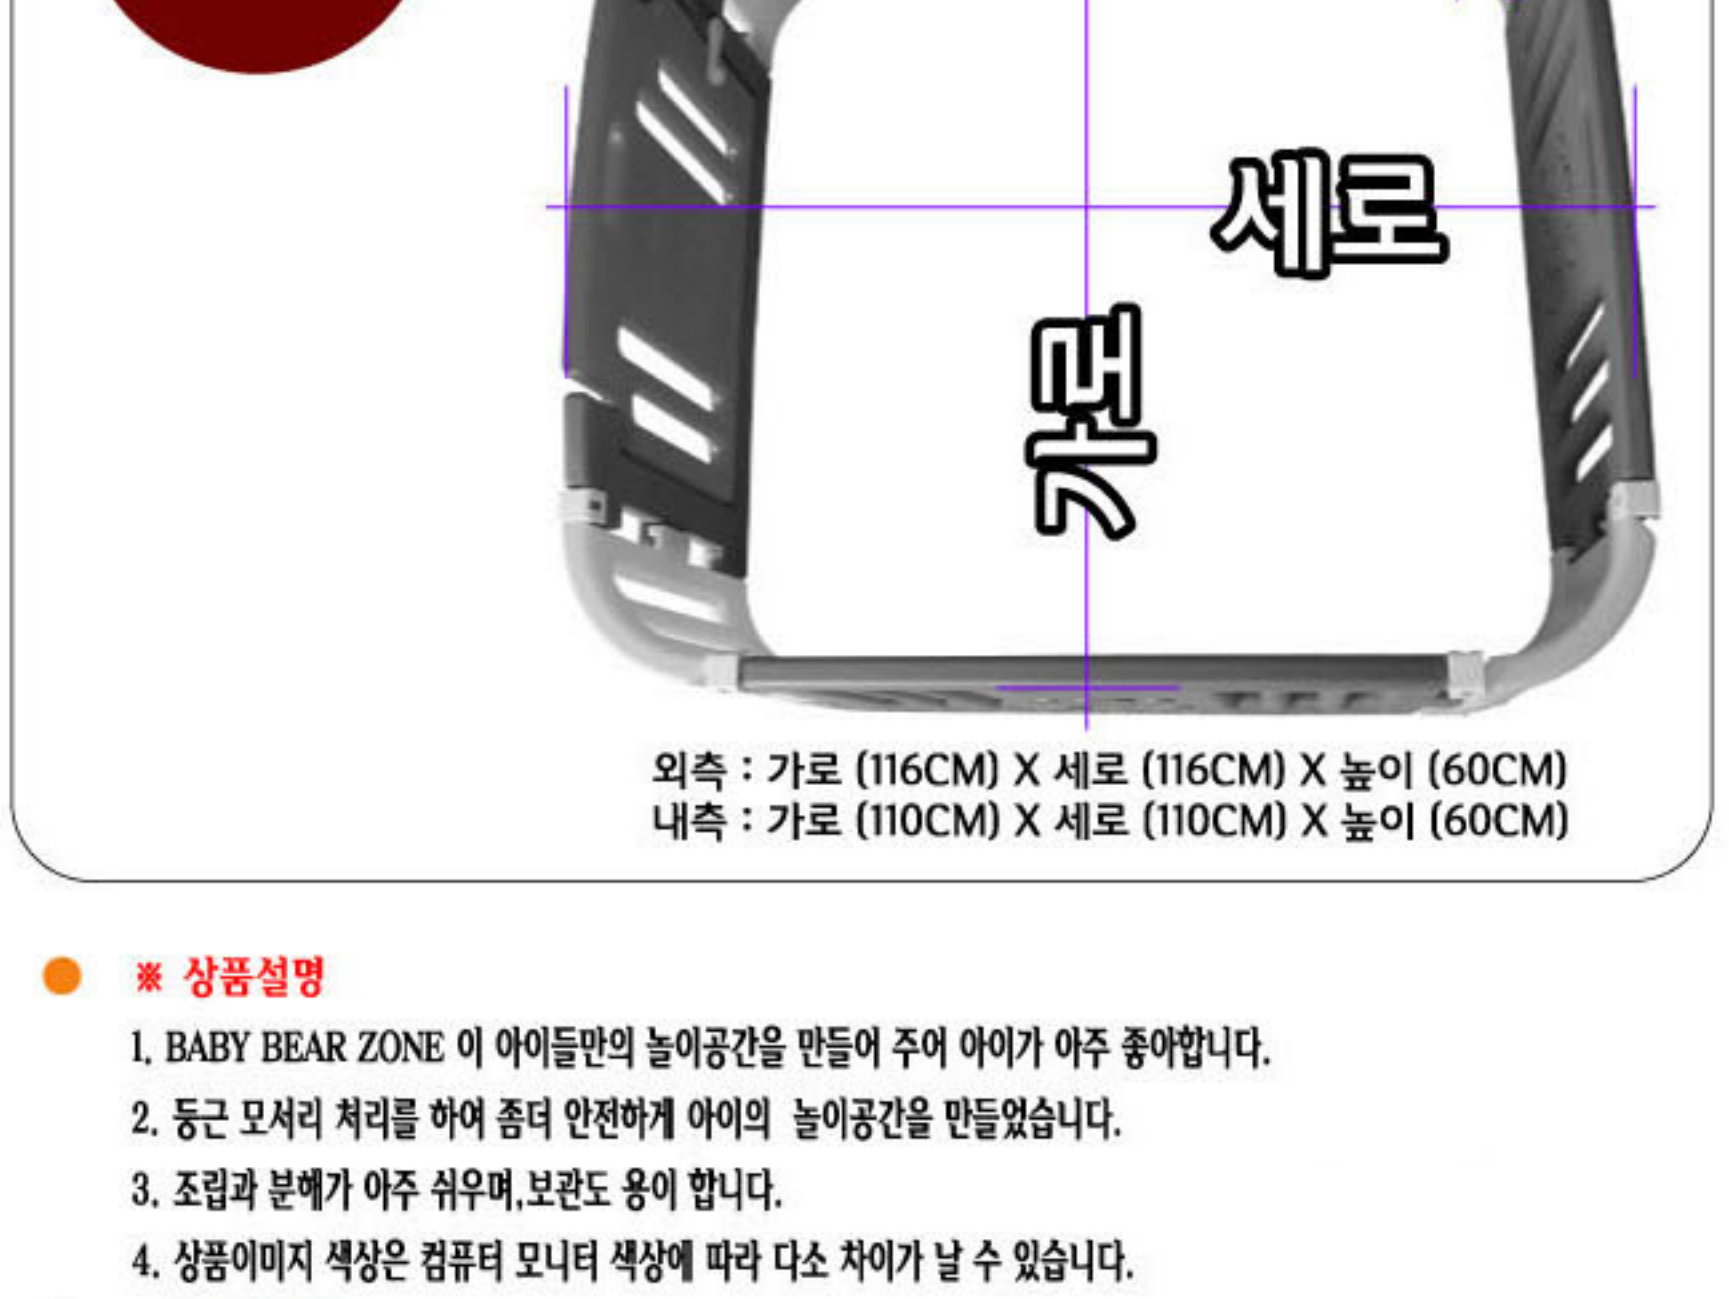 세로
가로
외측 : 가로 (116CM) X 세로 (116CM) X 높이 (60CM)
내측 : 가로 (110CM) X 세로 (110CM) X 높이 (60CM)
※ 상품설명
1. BABY BEAR ZONE 이 아이들만의 놀이공간을 만들어 주어 아이가 아주 좋아합니다.
2. 둥근 모서리 처리를 하여 좀더 안전하게 아이의 놀이공간을 만들었습니다.
3. 조립과 분해가 아주 쉬우며,보관도 용이 합니다.
4. 상품이미지 색상은 컴퓨터 모니터 색상에 따라 다소 차이가 날 수 있습니다.